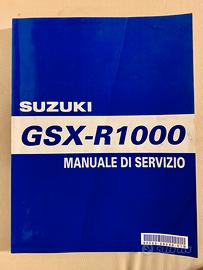 SUZUKI
GSX-R1000
MANUALE DI SERVIZIO